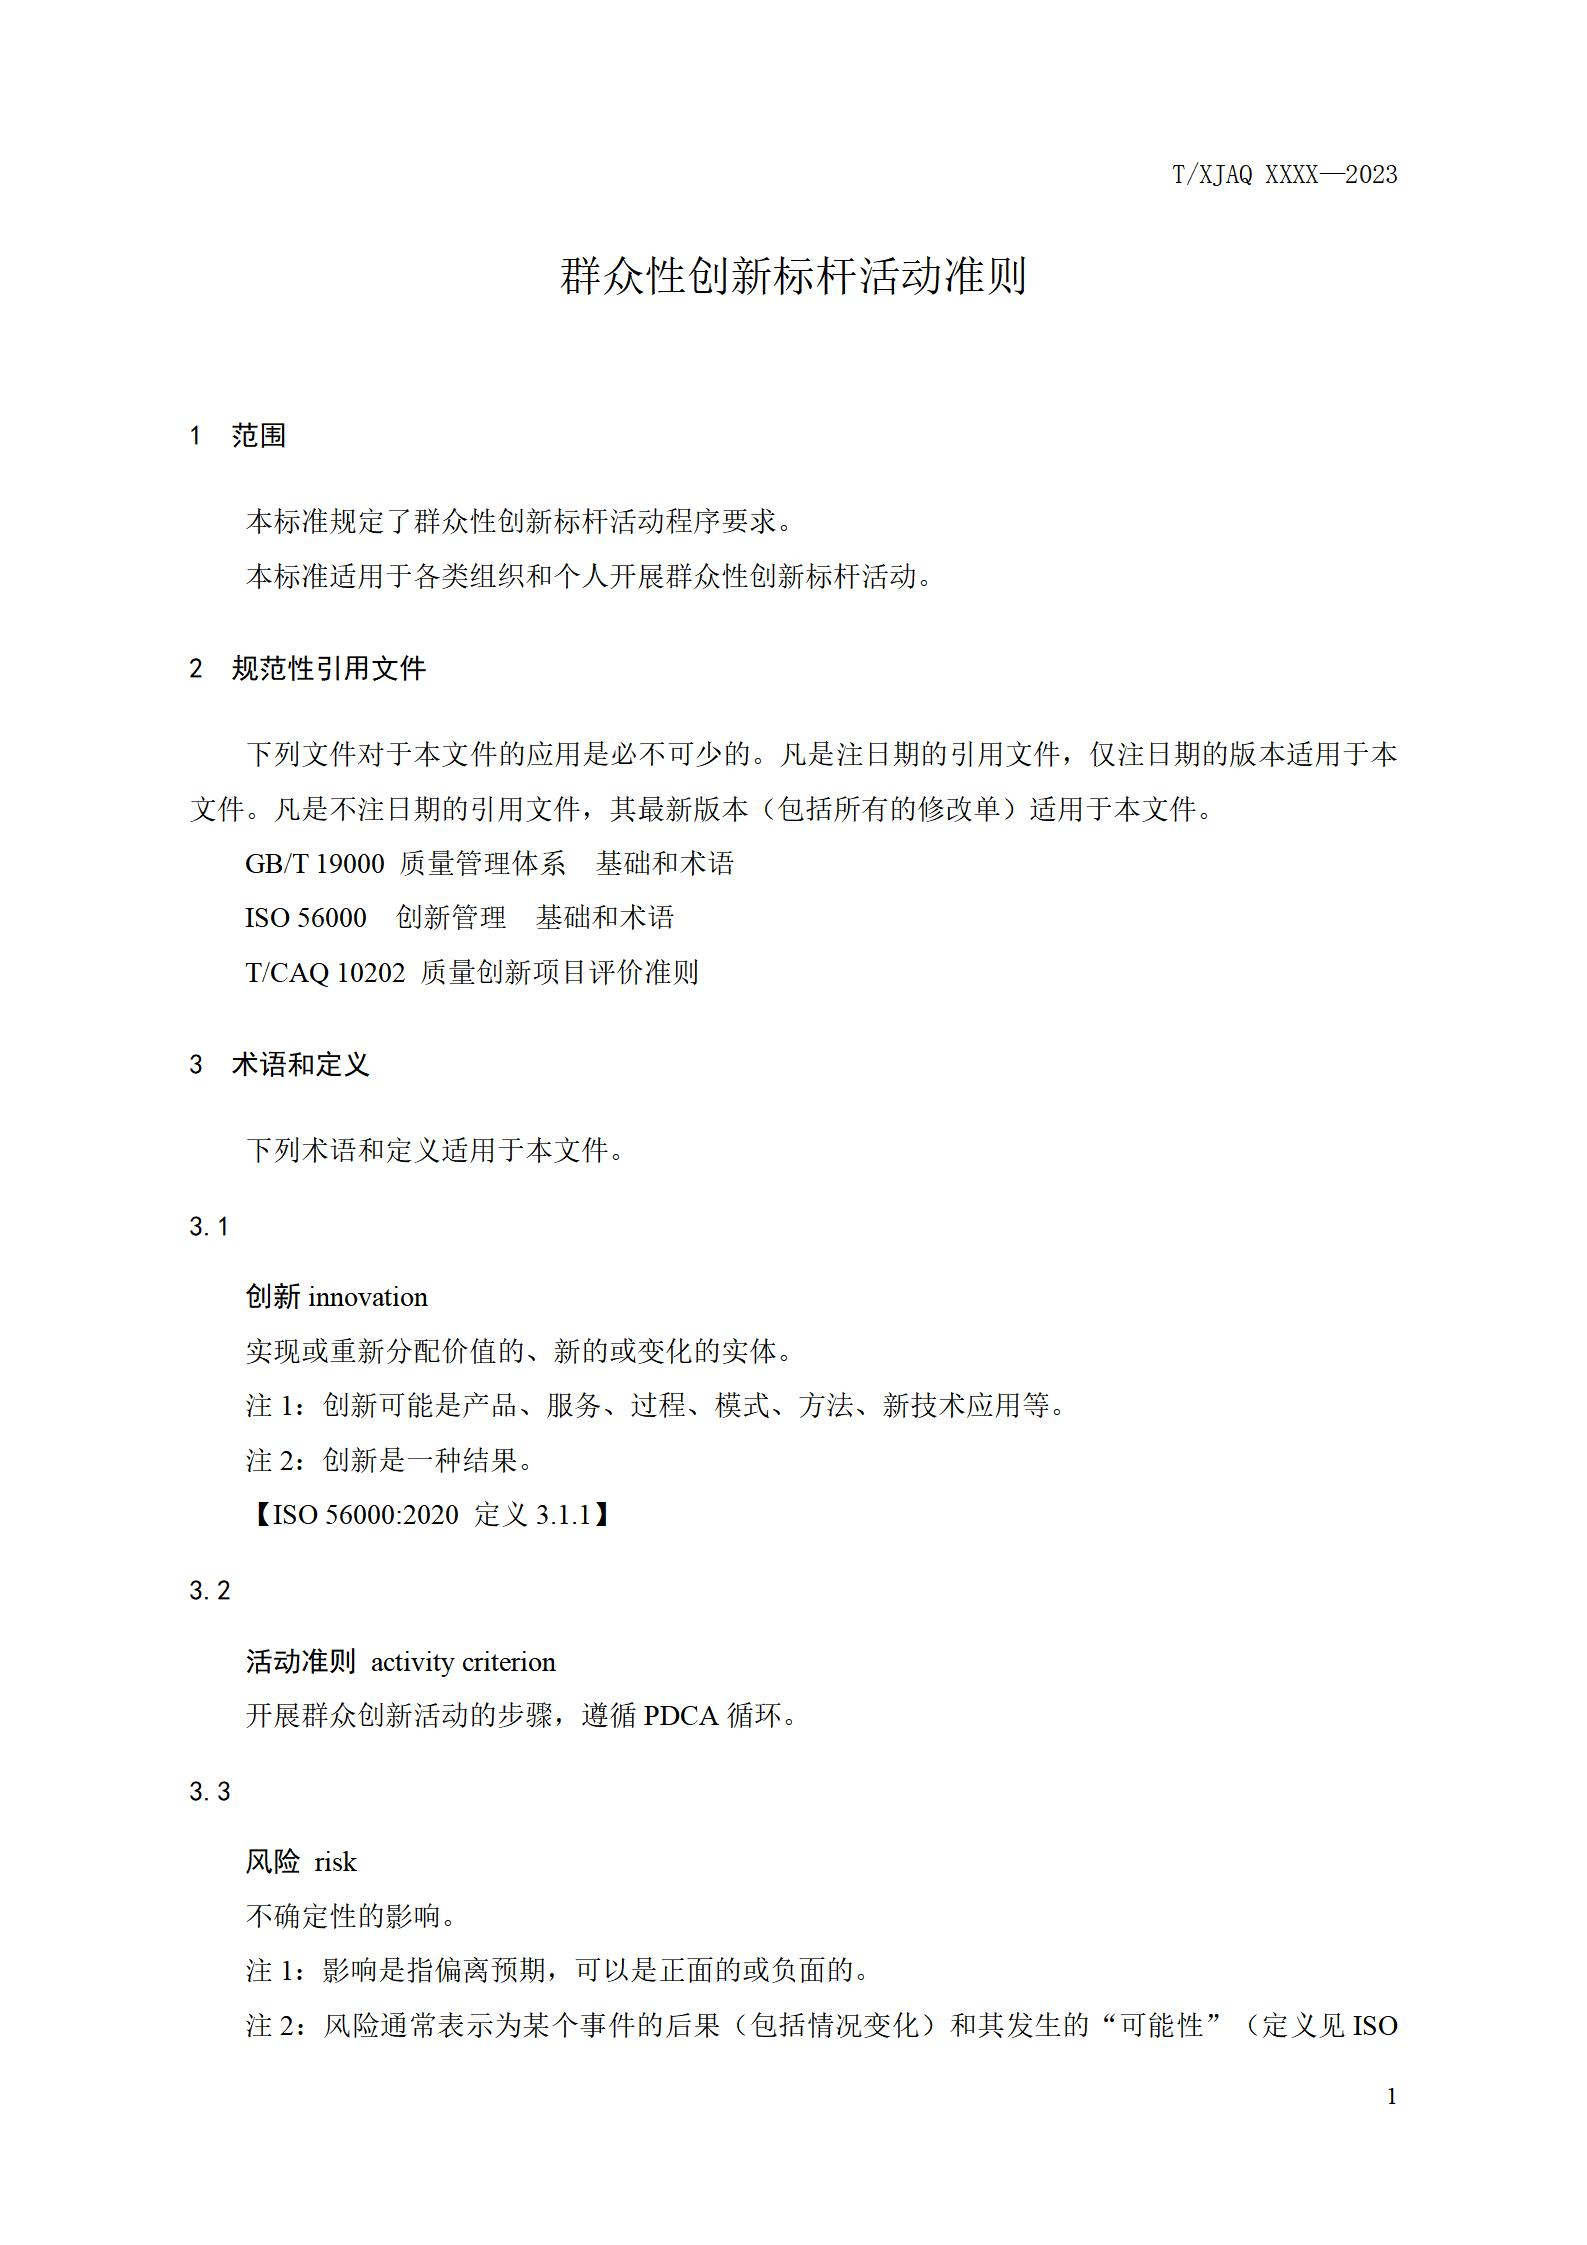 T/XJAQ XXXX—2023
群众性创新标杆活动准则
1 范围
本标准规定了群众性创新标杆活动程序要求。
本标准适用于各类组织和个人开展群众性创新标杆活动。
2 规范性引用文件
下列文件对于本文件的应用是必不可少的。凡是注日期的引用文件，仅注日期的版本适用于本
文件。凡是不注日期的引用文件，其最新版本（包括所有的修改单）适用于本文件。
GB/T 19000 质量管理体系 基础和术语
ISO 56000 创新管理 基础和术语
T/CAQ 10202 质量创新项目评价准则
3 术语和定义
下列术语和定义适用于本文件。
3.1
创新 innovation
实现或重新分配价值的、新的或变化的实体。
注 1：创新可能是产品、服务、过程、模式、方法、新技术应用等。
注 2：创新是一种结果。
【ISO 56000:2020 定义 3.1.1】
3.2
活动准则 activity criterion
开展群众创新活动的步骤，遵循 PDCA 循环。
3.3
风险 risk
不确定性的影响。
注 1：影响是指偏离预期，可以是正面的或负面的。
注 2：风险通常表示为某个事件的后果（包括情况变化）和其发生的“可能性”（定义见 ISO
1